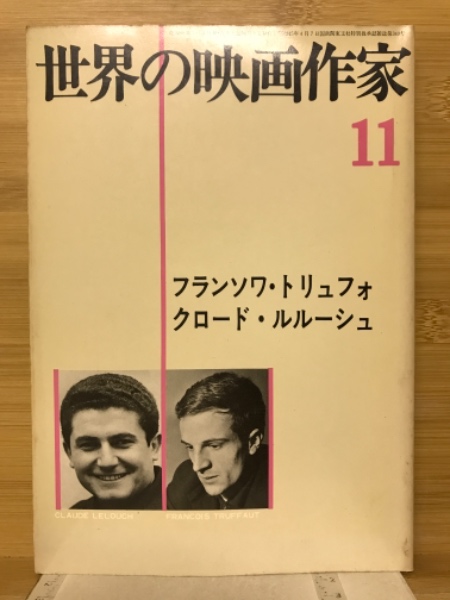 世界の映画作家
11
フランソワ・トリュフォ
クロード・ルルーシュ
CLAUDE LELOUCH
FRANCOIS TRUFFAUT